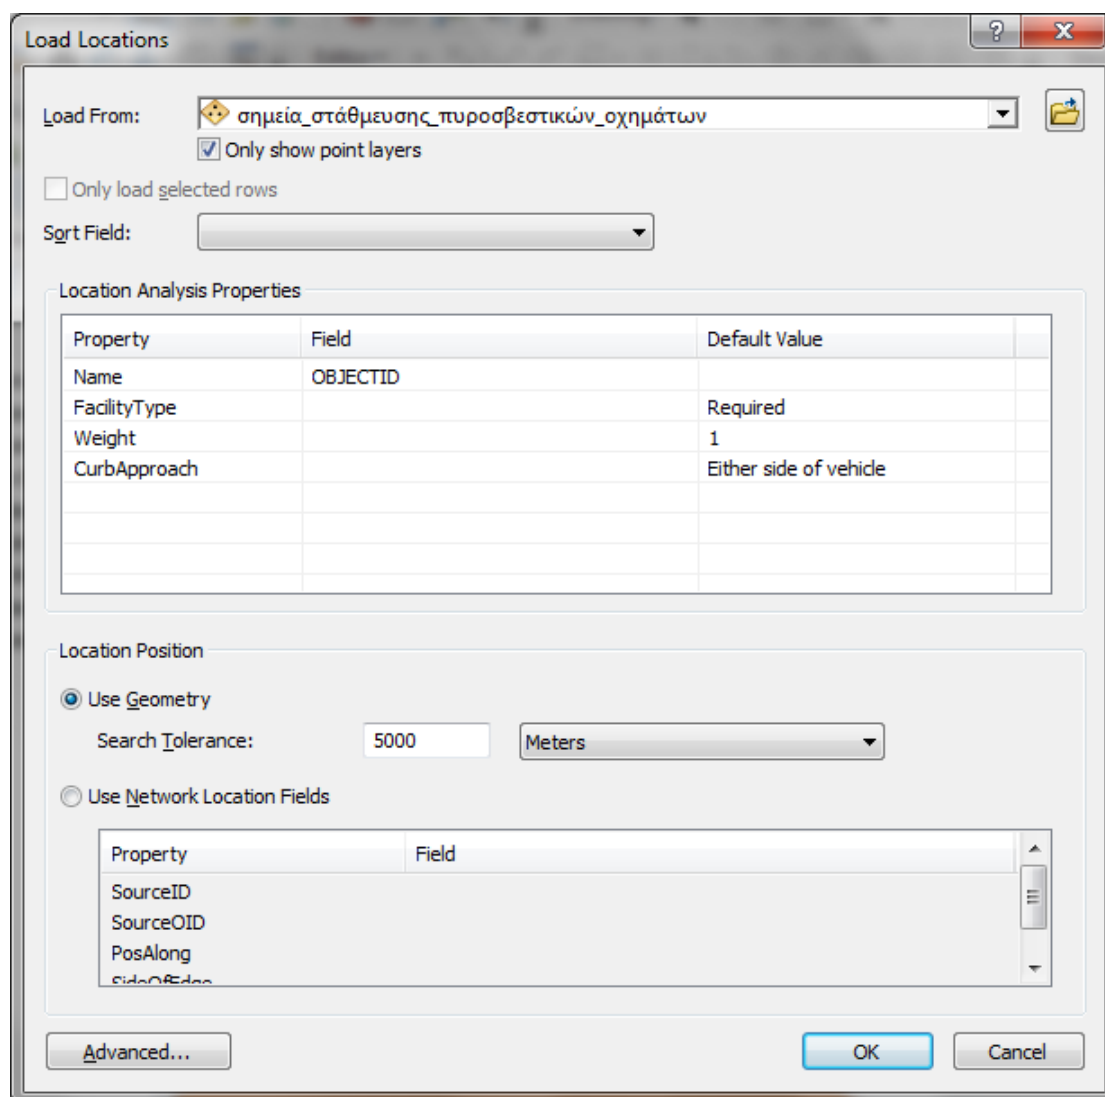 Load Locations
Load From: σημεία_στάθμευσης_πυροσβεστικών_οχημάτων
Only show point layers
Only load selected rows
Sort Field:
Location Analysis Properties
Property Field Default Value
Name OBJECTID
FacilityType Required
Weight 1
CurbApproach Either side of vehicle
Location Position
Use Geometry
Search Tolerance: 5000 Meters
Use Network Location Fields
Property Field
SourceID
SourceOID
PosAlong
SideOfEdge
Advanced... OK Cancel